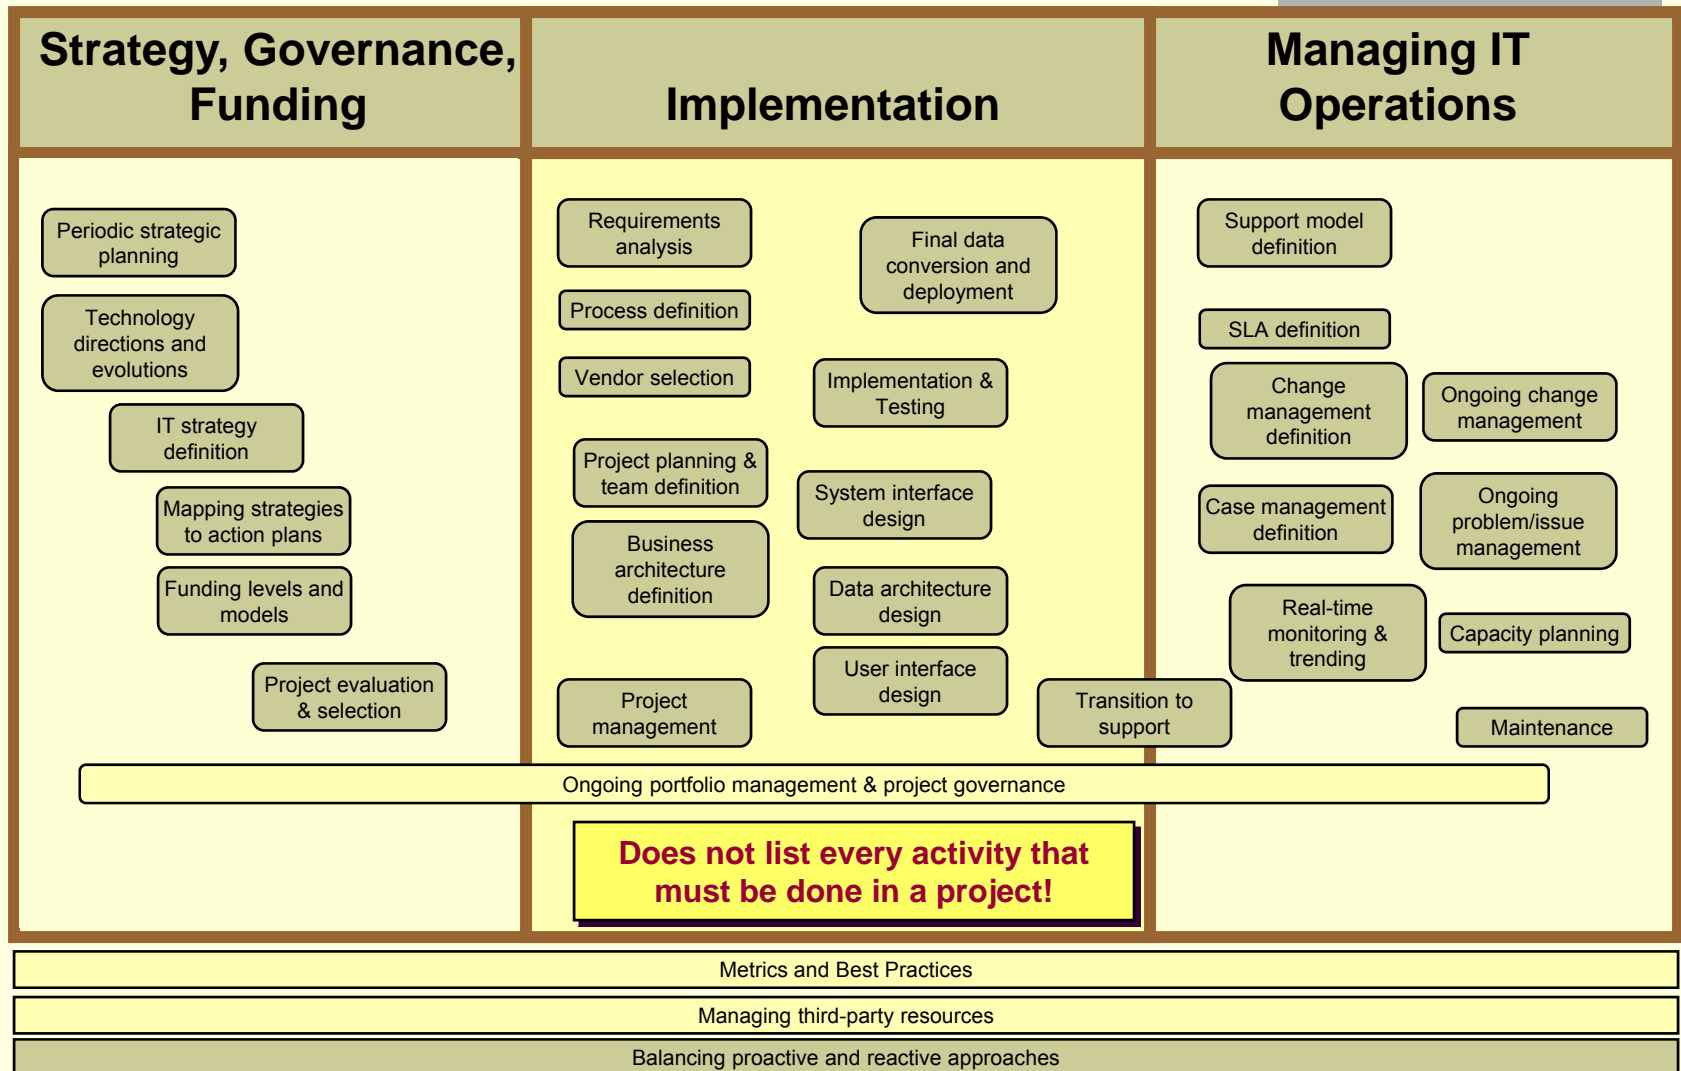 Strategy, Governance,
Funding
Implementation
Managing IT
Operations
Periodic strategic
planning
Technology
directions and
evolutions
IT strategy
definition
Mapping strategies
to action plans
Funding levels and
models
Project evaluation
& selection
Requirements
analysis
Process definition
Vendor selection
Project planning &
team definition
Business
architecture
definition
Project
management
Final data
conversion and
deployment
Implementation &
Testing
System interface
design
Data architecture
design
User interface
design
Transition to
support
Support model
definition
SLA definition
Change
management
definition
Case management
definition
Real-time
monitoring &
trending
Ongoing change
management
Ongoing
problem/issue
management
Capacity planning
Maintenance
Ongoing portfolio management & project governance
Does not list every activity that
must be done in a project!
Metrics and Best Practices
Managing third-party resources
Balancing proactive and reactive approaches